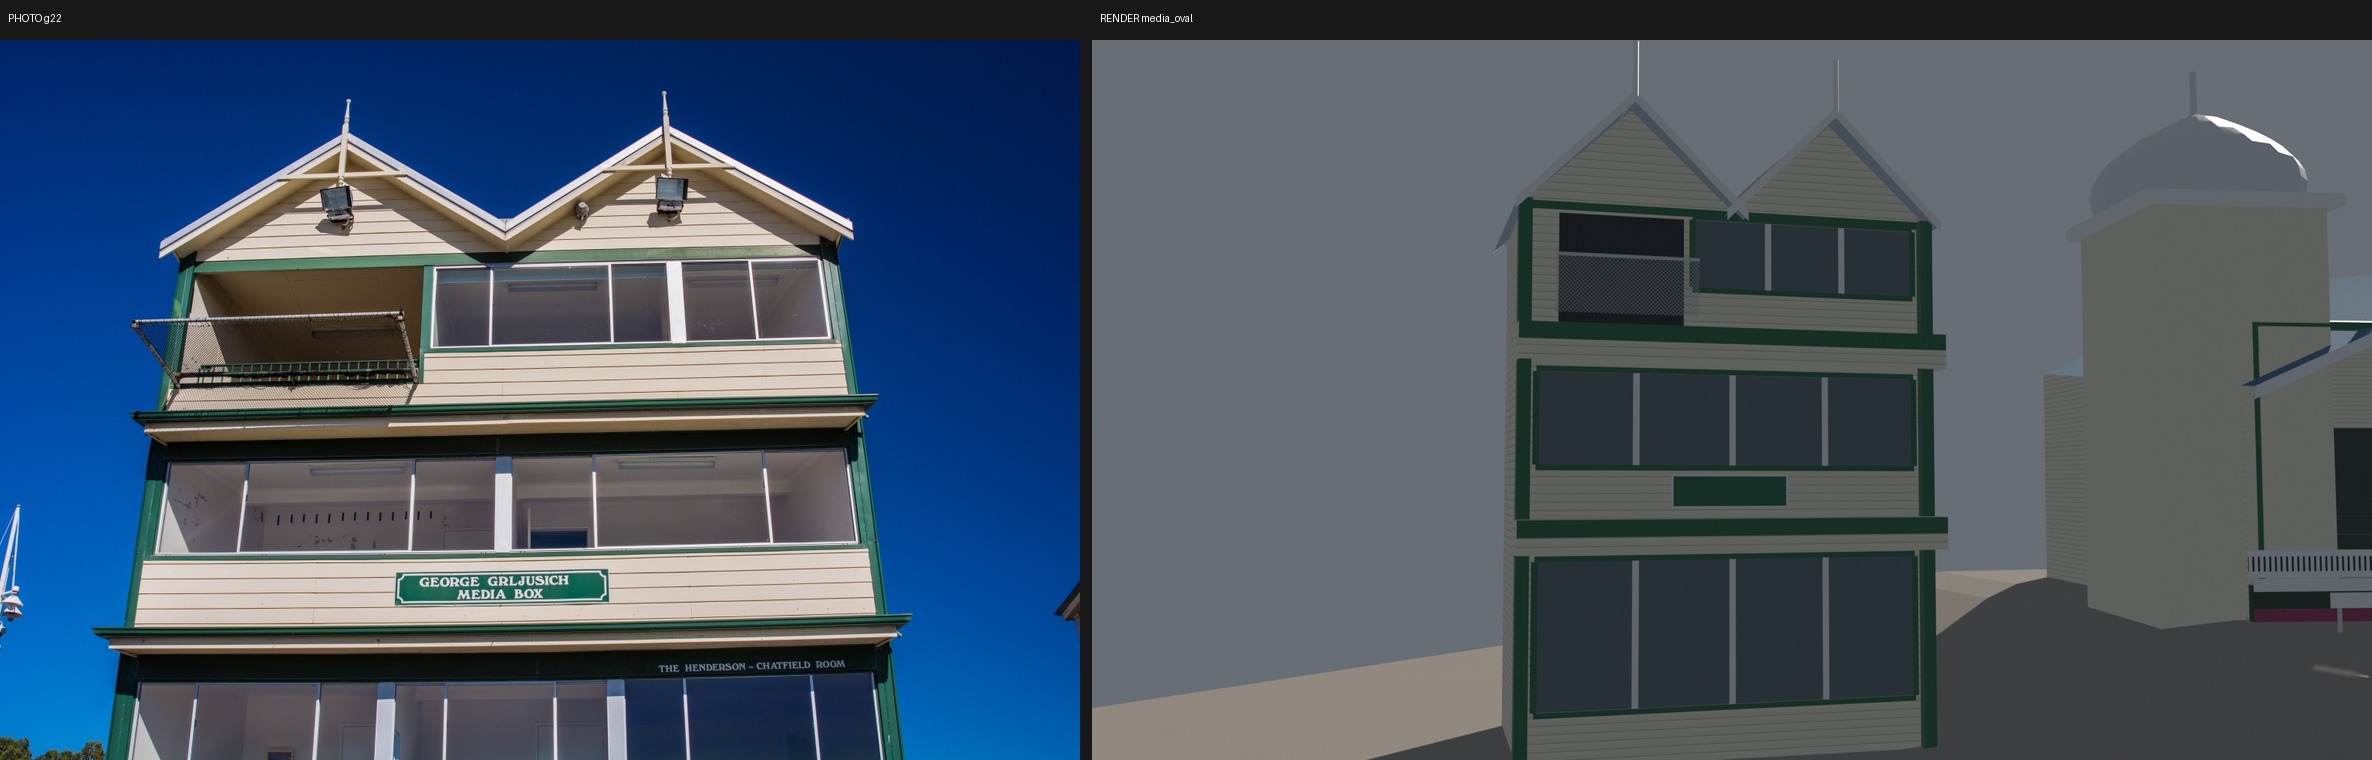 PHOTO g22
RENDER media_oval
GEORGE GRLJUSICH
MEDIA BOX
THE HENDERSON - CHATFIELD ROOM